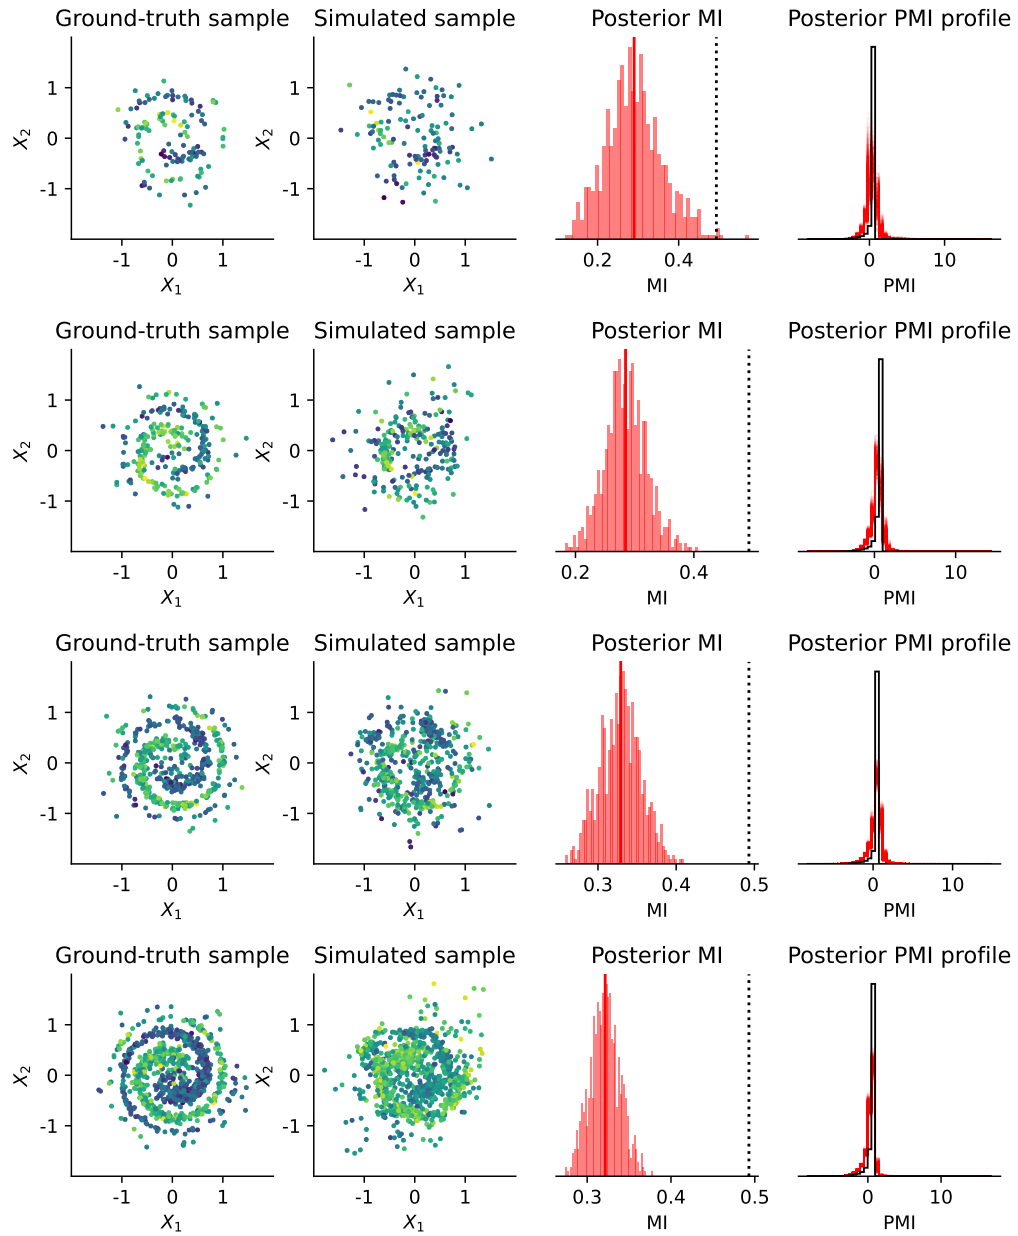 Ground-truth sample Simulated sample Posterior MI Posterior PMI profile
1 1
0 0
-1 -1
X₂ X₂
-1 0 1 -1 0 1 0.2 0.4 0 10
X₁ X₁ MI PMI
Ground-truth sample Simulated sample Posterior MI Posterior PMI profile
1 1
0 0
-1 -1
X₂ X₂
-1 0 1 -1 0 1 0.2 0.4 0 10
X₁ X₁ MI PMI
Ground-truth sample Simulated sample Posterior MI Posterior PMI profile
1 1
0 0
-1 -1
X₂ X₂
-1 0 1 -1 0 1 0.3 0.4 0.5 0 10
X₁ X₁ MI PMI
Ground-truth sample Simulated sample Posterior MI Posterior PMI profile
1 1
0 0
-1 -1
X₂ X₂
-1 0 1 -1 0 1 0.3 0.4 0.5 0 10
X₁ X₁ MI PMI